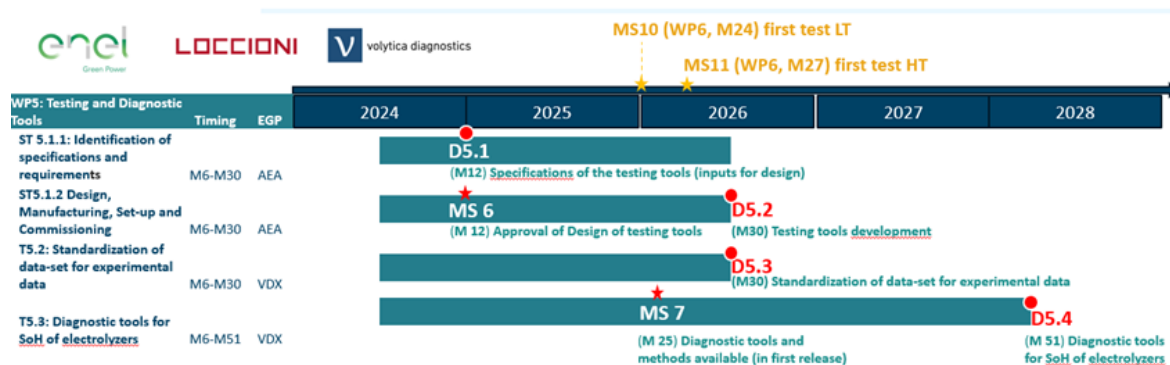 enel
Green Power
LOCCIONI
V volytica diagnostics
MS10 (WP6, M24) first test LT
MS11 (WP6, M27) first test HT
WP5: Testing and Diagnostic
Tools Timing EGP
2024 2025 2026 2027 2028
ST 5.1.1: Identification of
specifications and
requirements M6-M30 AEA
D5.1
(M12) Specifications of the testing tools (inputs for design)
ST5.1.2 Design,
Manufacturing, Set-up and
Commissioning M6-M30 AEA
MS 6
(M 12) Approval of Design of testing tools
D5.2
(M30) Testing tools development
T5.2: Standardization of
data-set for experimental
data M6-M30 VDX
D5.3
(M30) Standardization of data-set for experimental data
T5.3: Diagnostic tools for
SoH of electrolyzers M6-M51 VDX
MS 7
(M 25) Diagnostic tools and
methods available (in first release)
D5.4
(M 51) Diagnostic tools
for SoH of electrolyzers